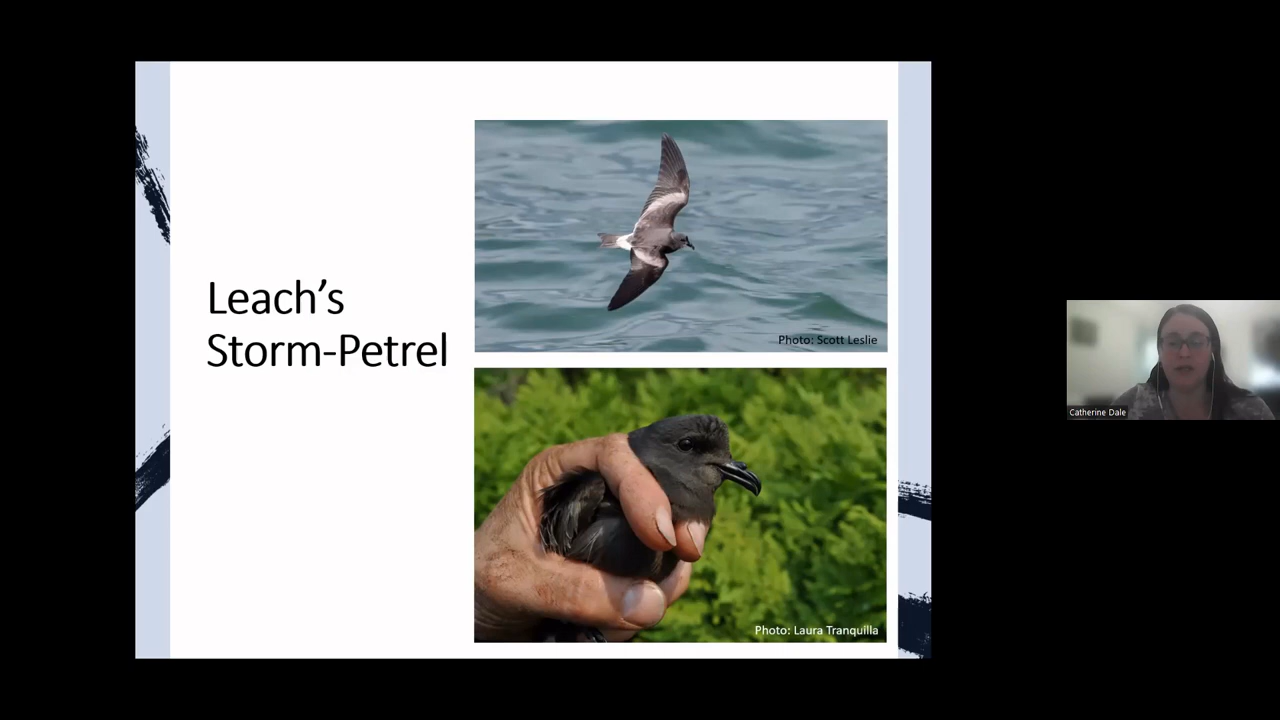 Leach’s
Storm-Petrel
Photo: Scott Leslie
Photo: Laura Tranquilla
Catherine Dale